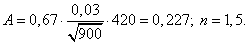 A = 0,67 · 0,03/√900 · 420 = 0,227; n = 1,5.